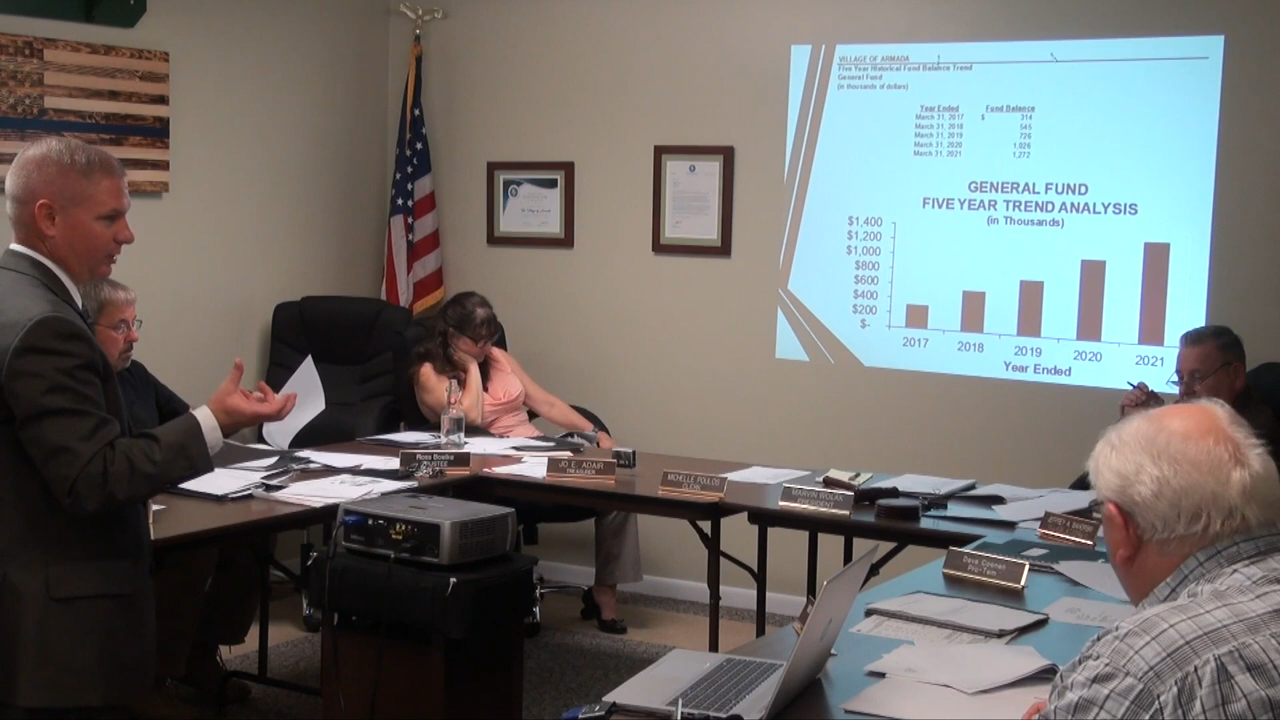 VILLAGE OF ARMADA
Five Year Historical Fund Balance Trend
General Fund
(in thousands of dollars)
Year Ended Fund Balance
March 31, 2017 $ 314
March 31, 2018 545
March 31, 2019 726
March 31, 2020 1,026
March 31, 2021 1,272
GENERAL FUND
FIVE YEAR TREND ANALYSIS
(in Thousands)
$1,400
$1,200
$1,000
$800
$600
$400
$200
$-
2017 2018 2019 2020 2021
Year Ended
TRUSTEE
JO E. ADAIR
TREASURER
MICHELLE POULOS
CLERK
MARVIN WOLAK
PRESIDENT
Pro-Tem